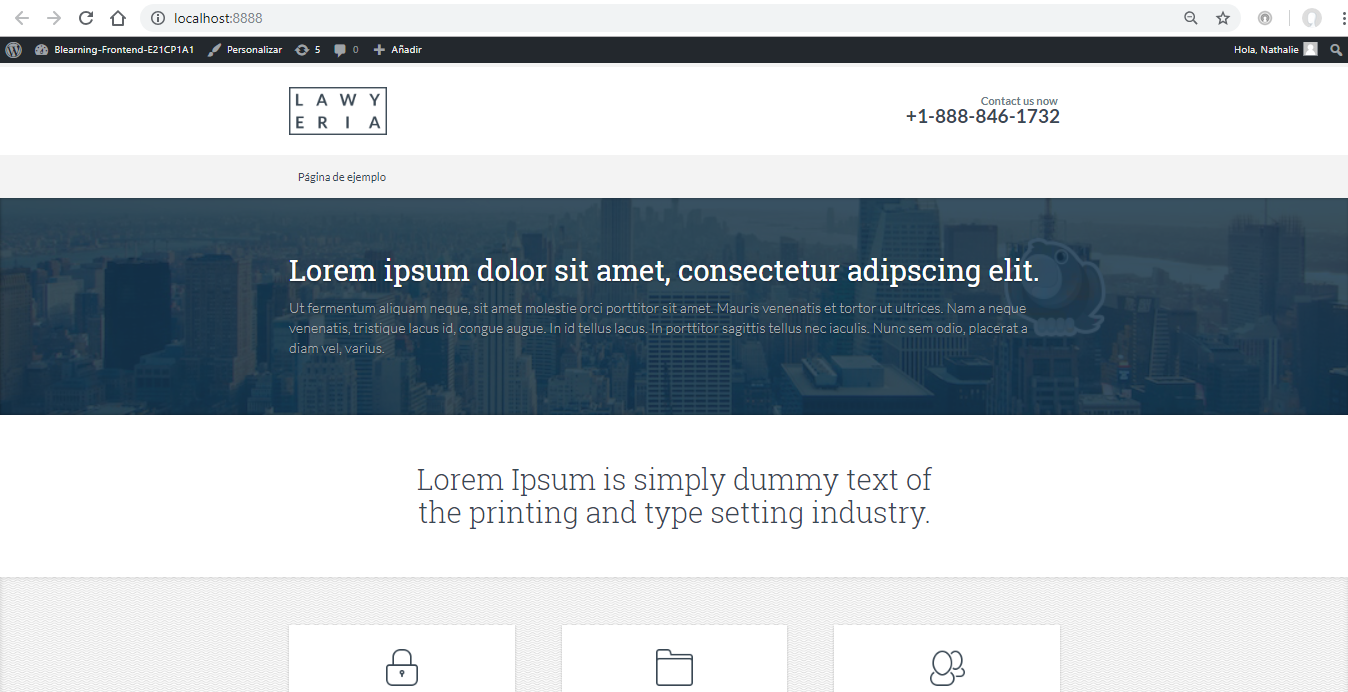 localhost:8888
Blearning-Frontend-E21CP1A1 Personalizar 5 0 Añadir Hola, Nathalie
LAWY
ERIA
Contact us now
+1-888-846-1732
Página de ejemplo
Lorem ipsum dolor sit amet, consectetur adipscing elit.
Ut fermentum aliquam neque, sit amet molestie orci porttitor sit amet. Mauris venenatis et tortor ut ultrices. Nam a neque
venenatis, tristique lacus id, congue augue. In id tellus lacus. In porttitor sagittis tellus nec iaculis. Nunc sem odio, placerat a
diam vel, varius.
Lorem Ipsum is simply dummy text of
the printing and type setting industry.